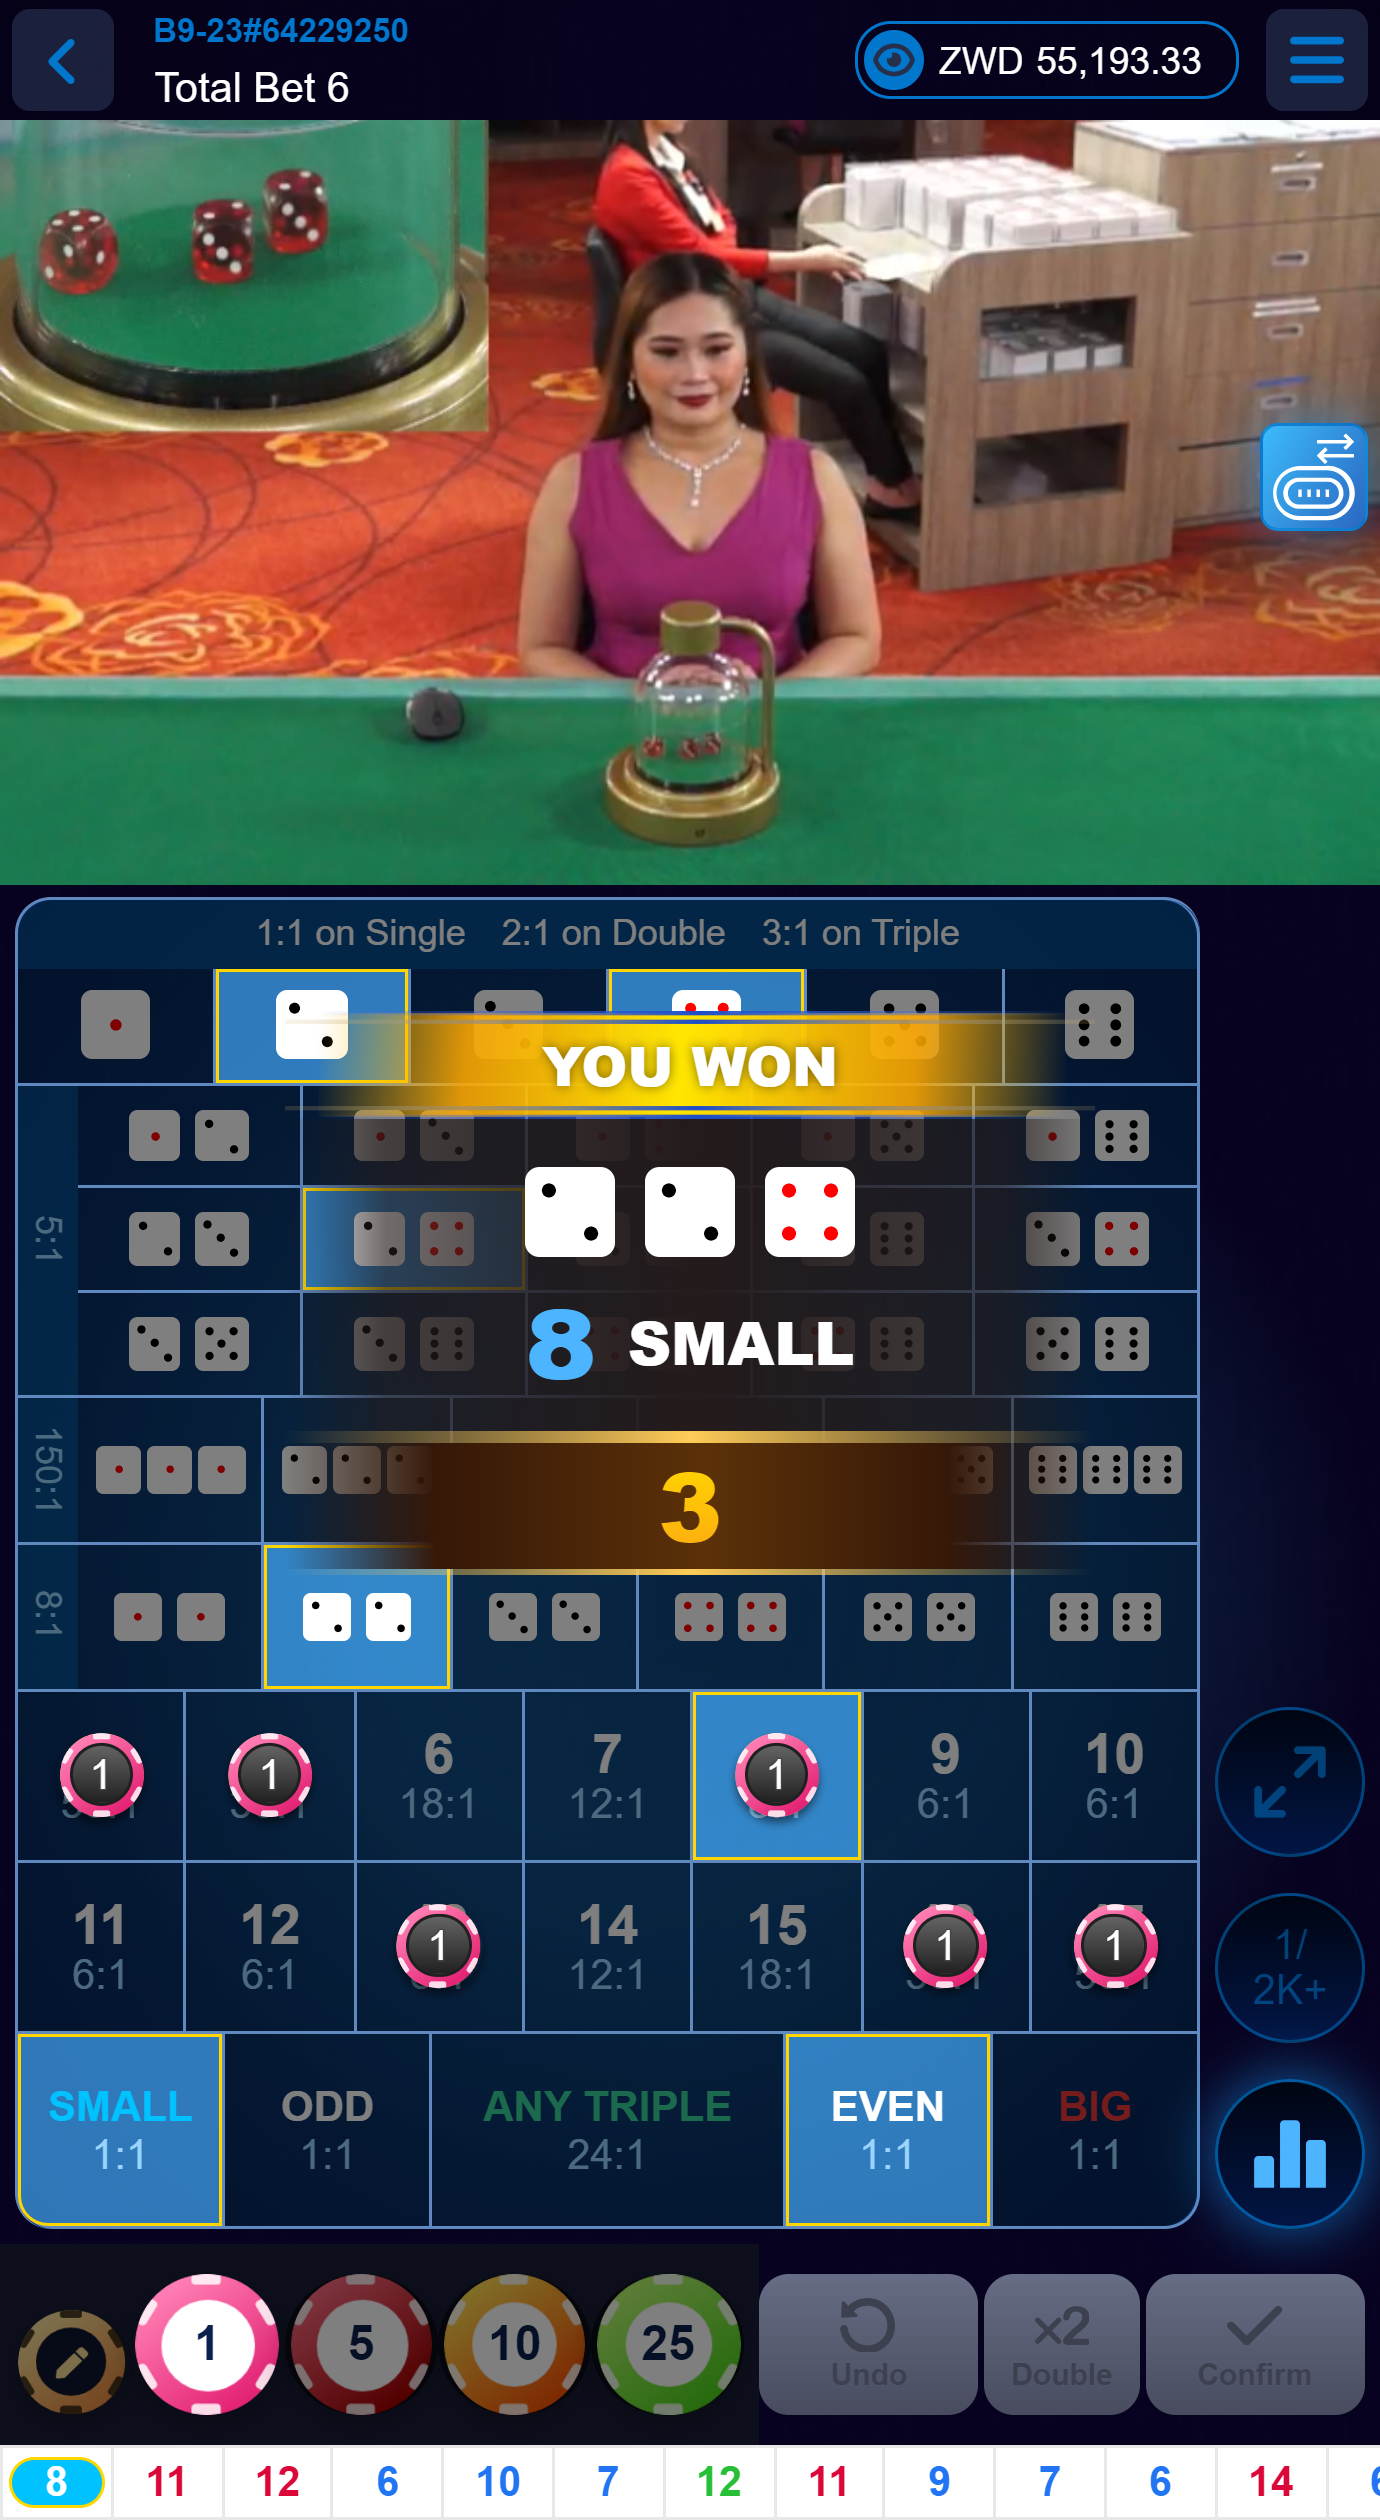 B9-23#64229250
Total Bet 6
ZWD 55,193.33
1:1 on Single 2:1 on Double 3:1 on Triple
YOU WON
5:1
8 SMALL
150:1
3
8:1
1 1 6 7 1 9 10
18:1 12:1 6:1 6:1
11 12 1 14 15 1 1
6:1 6:1 12:1 18:1
1/
2K+
SMALL ODD ANY TRIPLE EVEN BIG
1:1 1:1 24:1 1:1 1:1
1 5 10 25
x2
Undo Double Confirm
8 11 12 6 10 7 12 11 9 7 6 14